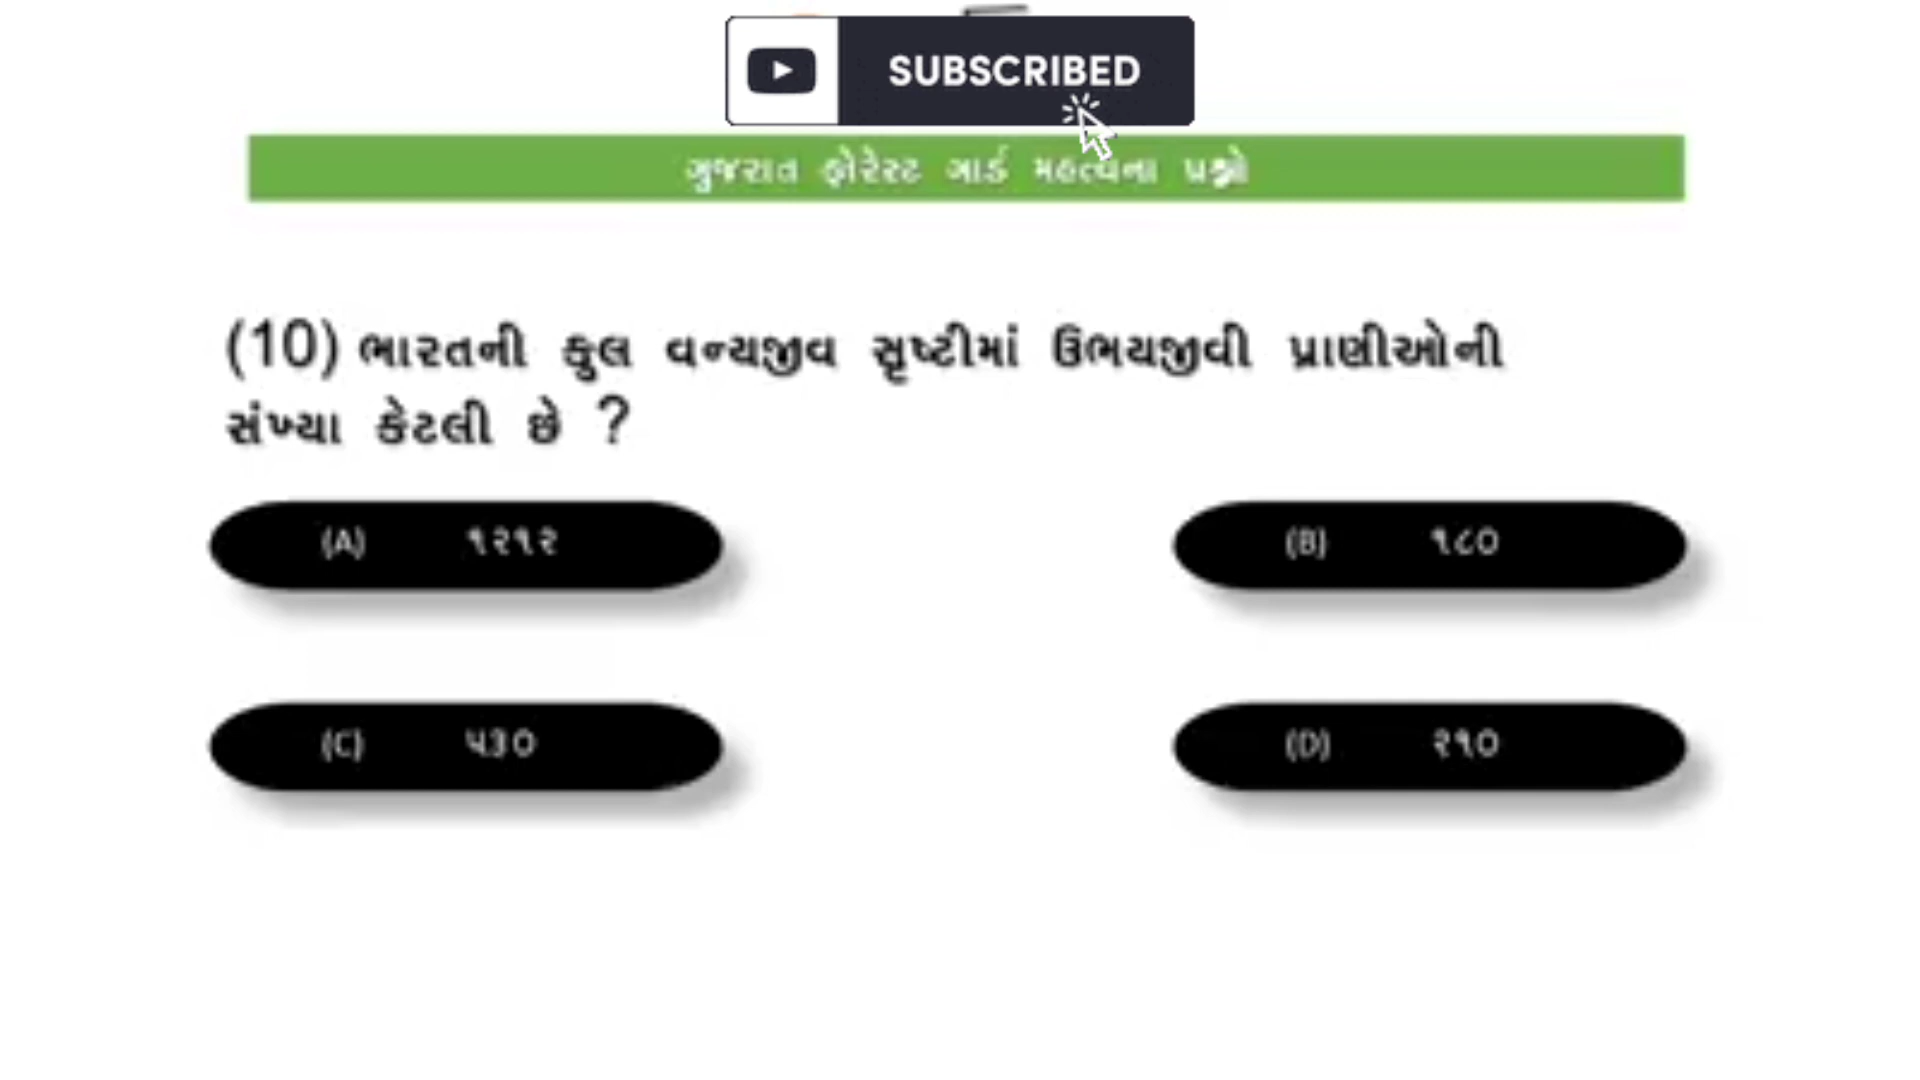 SUBSCRIBED
ગુજરાત ફોરેસ્ટ ગાર્ડ મહત્વના પ્રશ્નો
(10) ભારતની કુલ વન્યજીવ સૃષ્ટીમાં ઉભયજીવી પ્રાણીઓની
સંખ્યા કેટલી છે ?
(A) ૧૨૧૨
(B) ૧૮૦
(C) ૫૩૦
(D) ૨૧૦